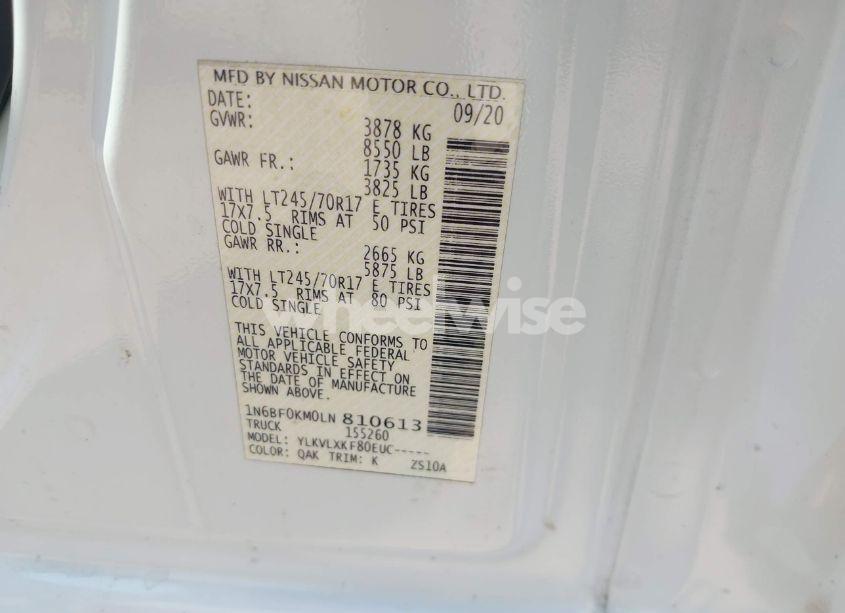 MFD BY NISSAN MOTOR CO., LTD.
DATE: 09/20
GVWR: 3878 KG
8550 LB
GAWR FR.: 1735 KG
3825 LB
WITH LT245/70R17 E TIRES
17X7.5 RIMS AT 50 PSI
COLD SINGLE
GAWR RR.: 2665 KG
5875 LB
WITH LT245/70R17 E TIRES
17X7.5 RIMS AT 80 PSI
COLD SINGLE
wheelwise
THIS VEHICLE CONFORMS TO
ALL APPLICABLE FEDERAL
MOTOR VEHICLE SAFETY
STANDARDS IN EFFECT ON
THE DATE OF MANUFACTURE
SHOWN ABOVE.
1N6BF0KM0LN 810613
TRUCK 155260
MODEL: YLKVLXKF80EUC-----
COLOR: QAK TRIM: K ZS10A